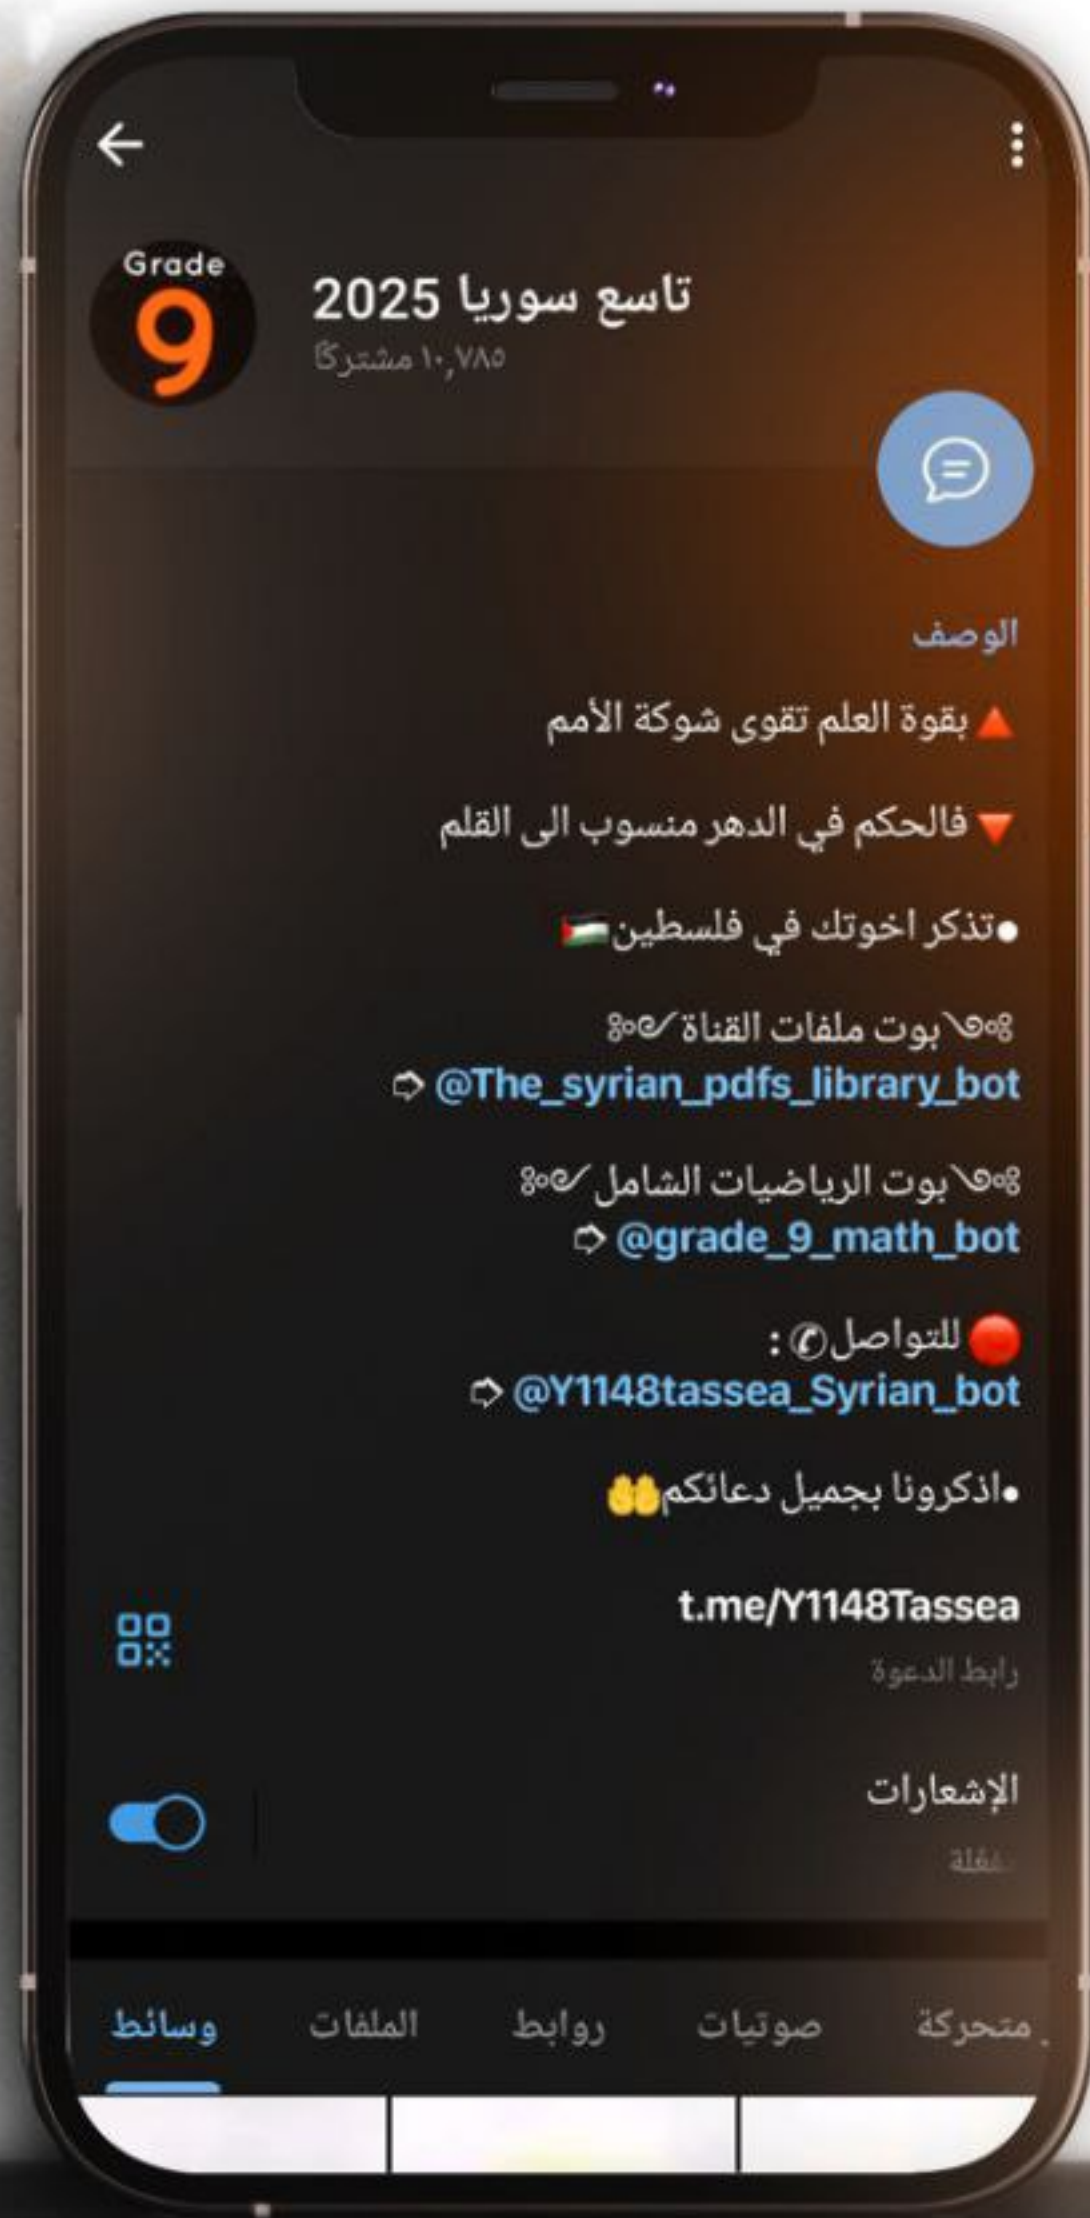 Grade
9
تاسع سوريا 2025
١٠,٧٨٥ مشتركًا
الوصف
🔺 بقوة العلم تقوى شوكة الأمم
🔻 فالحكم في الدهر منسوب الى القلم
●تذكر اخوتك في فلسطين🇵🇸
༺بوت ملفات القناة༻
➩ @The_syrian_pdfs_library_bot
༺بوت الرياضيات الشامل༻
➩ @grade_9_math_bot
🔴 للتواصل✆ :
➩ @Y1148tassea_Syrian_bot
•اذكرونا بجميل دعائكم🤲
t.me/Y1148Tassea
رابط الدعوة
الإشعارات
متحركة
صوتيات
روابط
الملفات
وسائط